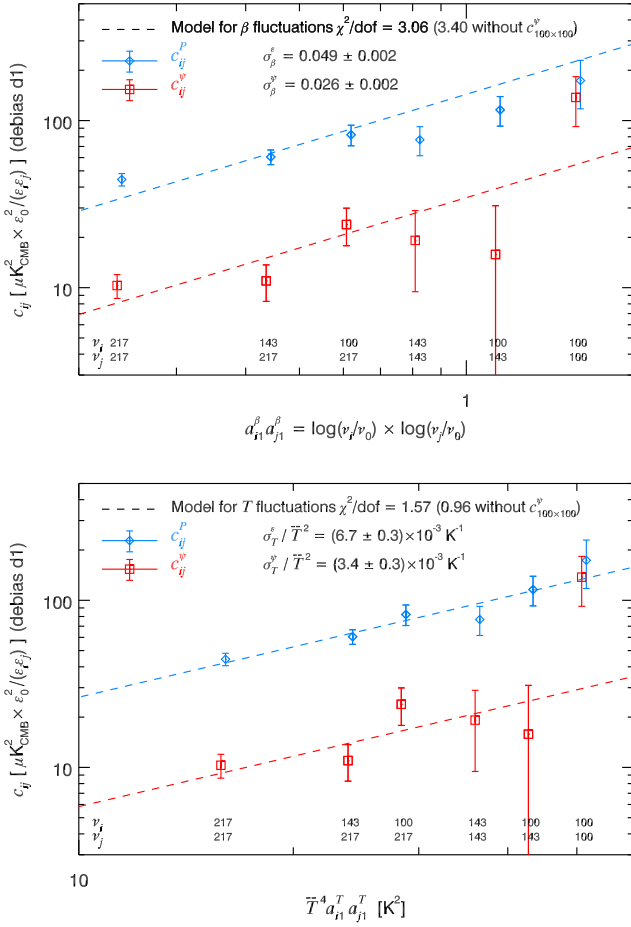 Model for β fluctuations χ²/dof = 3.06 (3.40 without c^ψ_100×100)
c^P_ij σ^ε_β = 0.049 ± 0.002
c^ψ_ij σ^ψ_β = 0.026 ± 0.002
100
10
c_ij [ μK²_CMB × ε₀²/(ε_i ε_j) ] (debias d1)
ν_i 217 143 100 143 100 100
ν_j 217 217 217 143 143 100
1
a^β_i1 a^β_j1 = log(ν_i/ν₀) × log(ν_j/ν₀)
Model for T fluctuations χ²/dof = 1.57 (0.96 without c^ψ_100×100)
c^P_ij σ^ε_T / T̄² = (6.7 ± 0.3)×10⁻³ K⁻¹
c^ψ_ij σ^ψ_T / T̄² = (3.4 ± 0.3)×10⁻³ K⁻¹
100
10
c_ij [ μK²_CMB × ε₀²/(ε_i ε_j) ] (debias d1)
ν_i 217 143 100 143 100 100
ν_j 217 217 217 143 143 100
10
T̄⁴ a^T_i1 a^T_j1 [K²]